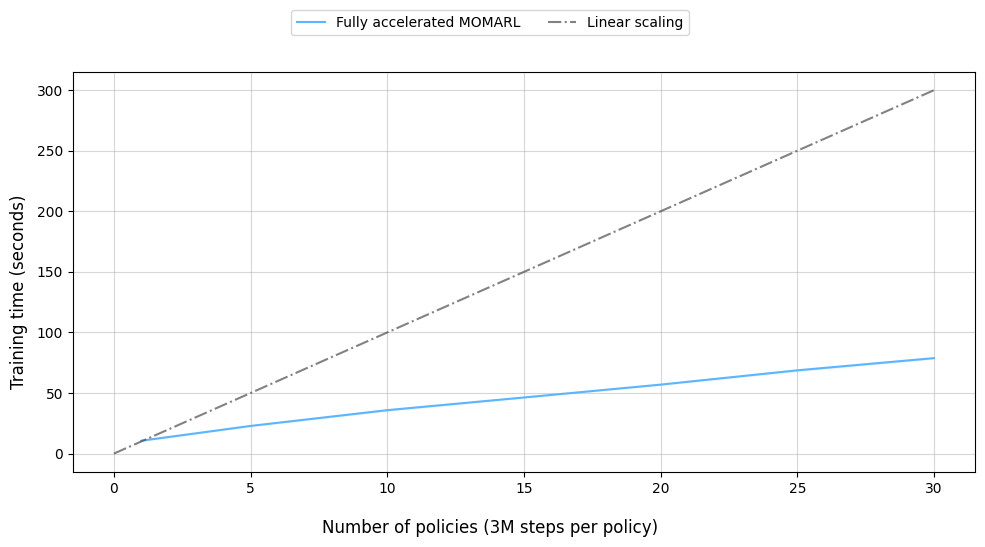 Fully accelerated MOMARL
Linear scaling
Training time (seconds)
300
250
200
150
100
50
0
0 5 10 15 20 25 30
Number of policies (3M steps per policy)